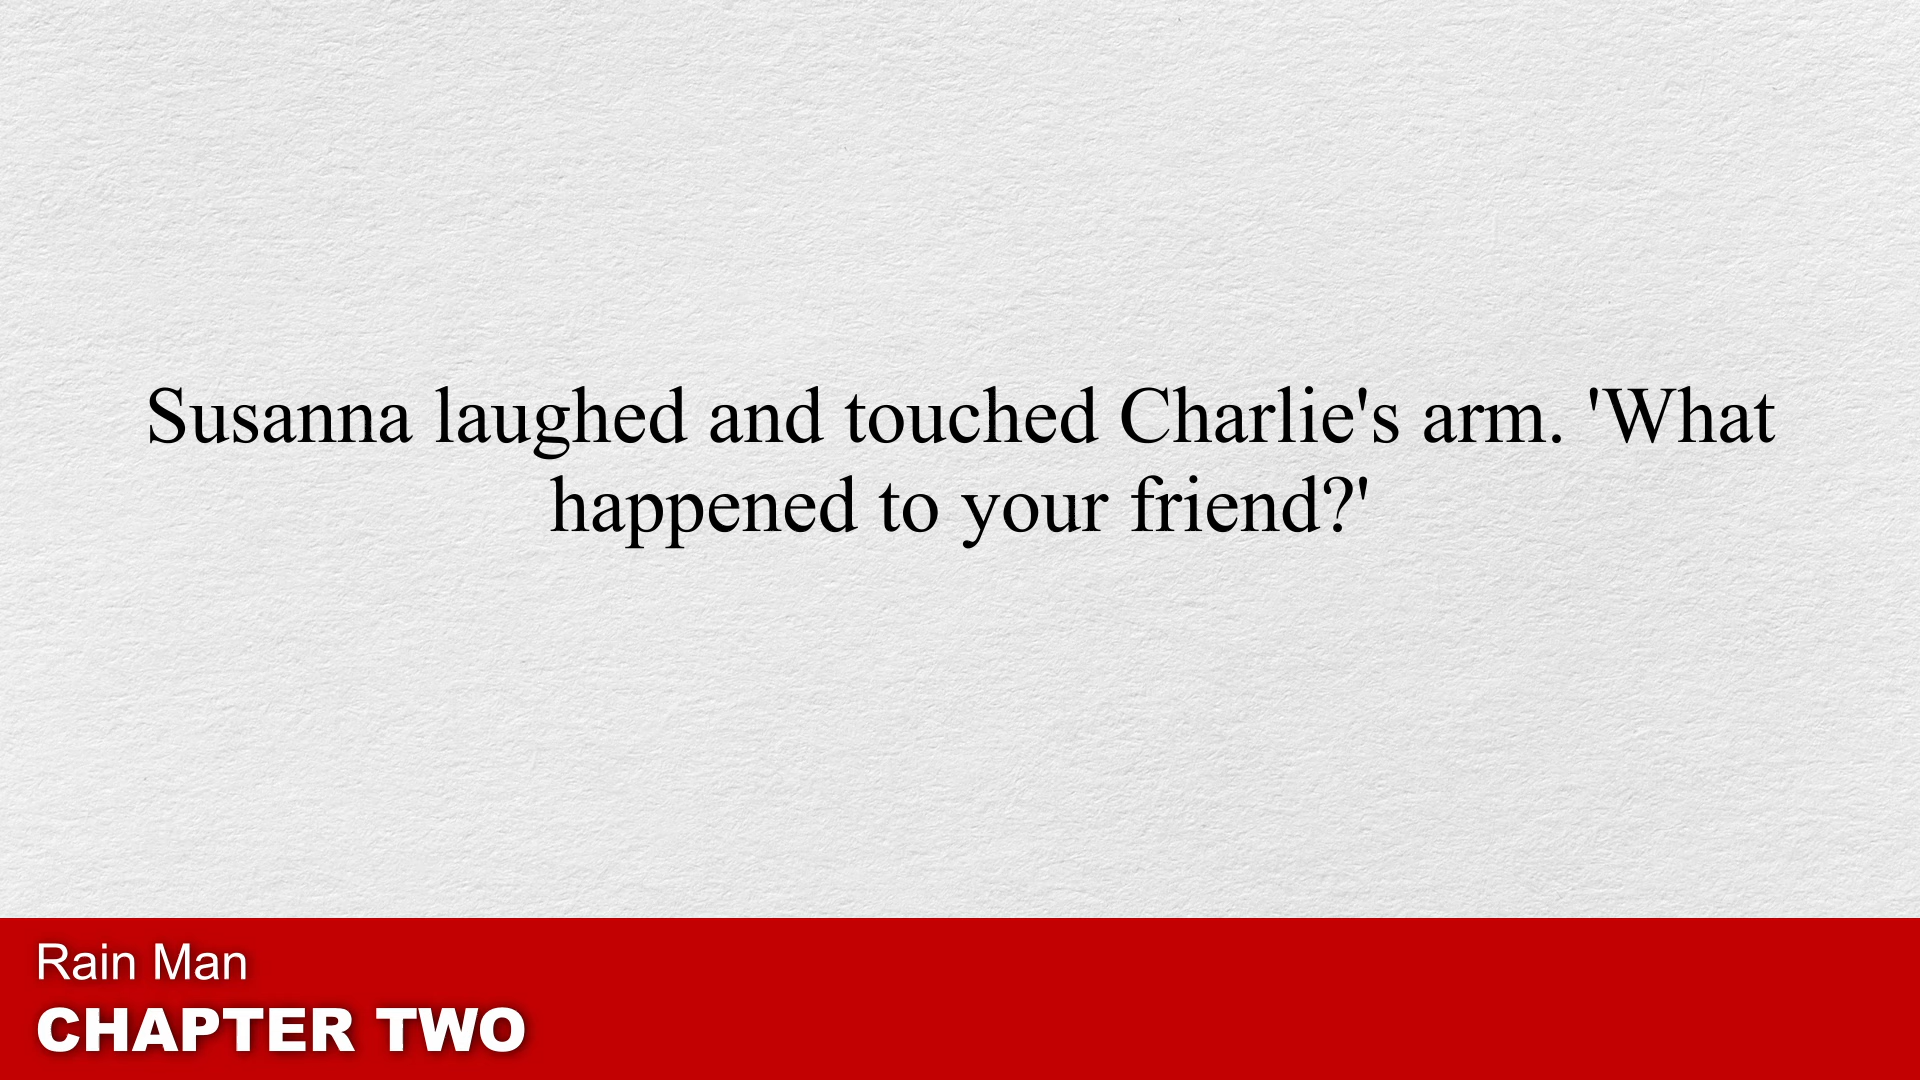 Susanna laughed and touched Charlie's arm. 'What
happened to your friend?'
Rain Man
CHAPTER TWO